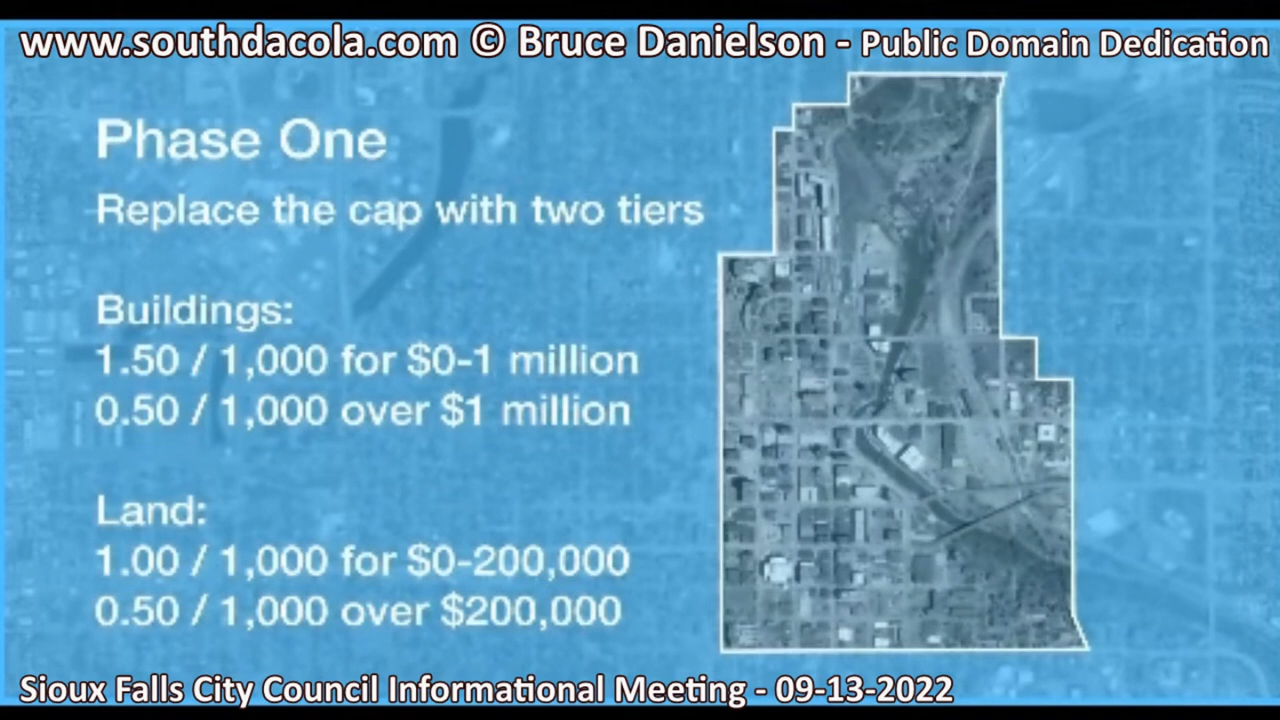 www.southdacola.com © Bruce Danielson - Public Domain Dedication
Phase One
Replace the cap with two tiers
Buildings:
1.50 / 1,000 for $0-1 million
0.50 / 1,000 over $1 million
Land:
1.00 / 1,000 for $0-200,000
0.50 / 1,000 over $200,000
Sioux Falls City Council Informational Meeting - 09-13-2022